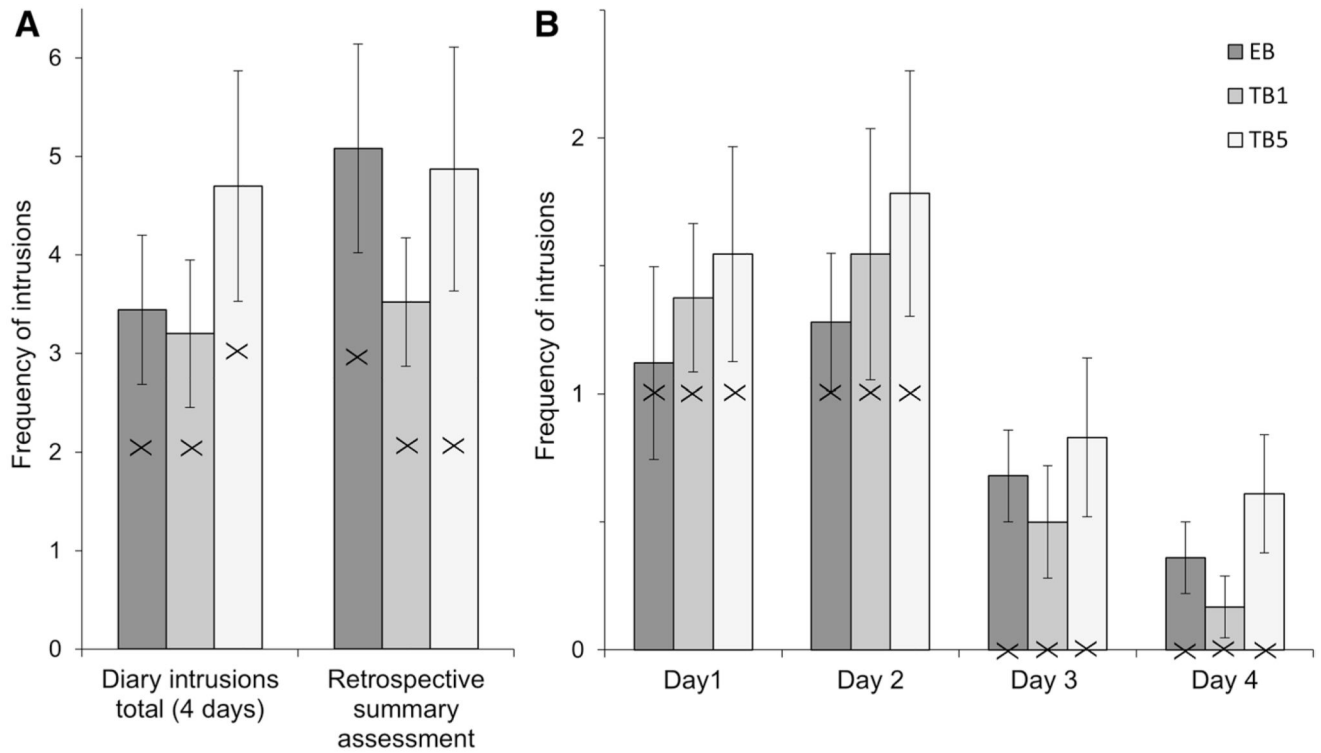 A
Frequency of intrusions
6
5
4
3
2
1
0
Diary intrusions
total (4 days)
Retrospective
summary
assessment
B
Frequency of intrusions
2
1
0
Day1
Day 2
Day 3
Day 4
EB
TB1
TB5